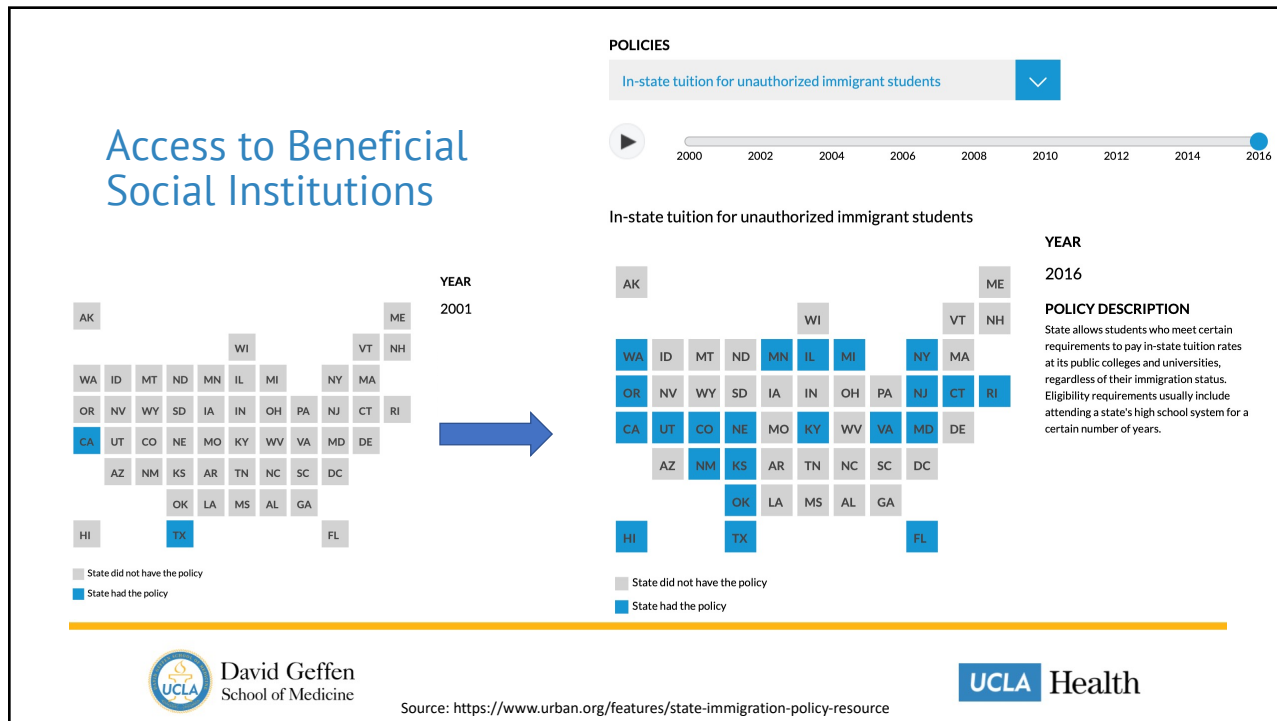 Access to Beneficial
Social Institutions
YEAR
2001
AK ME
WI VT NH
WA ID MT ND MN IL MI NY MA
OR NV WY SD IA IN OH PA NJ CT RI
CA UT CO NE MO KY WV VA MD DE
AZ NM KS AR TN NC SC DC
OK LA MS AL GA
HI TX FL
State did not have the policy
State had the policy
POLICIES
In-state tuition for unauthorized immigrant students
2000 2002 2004 2006 2008 2010 2012 2014 2016
In-state tuition for unauthorized immigrant students
AK ME
WI VT NH
WA ID MT ND MN IL MI NY MA
OR NV WY SD IA IN OH PA NJ CT RI
CA UT CO NE MO KY WV VA MD DE
AZ NM KS AR TN NC SC DC
OK LA MS AL GA
HI TX FL
State did not have the policy
State had the policy
YEAR
2016
POLICY DESCRIPTION
State allows students who meet certain
requirements to pay in-state tuition rates
at its public colleges and universities,
regardless of their immigration status.
Eligibility requirements usually include
attending a state's high school system for a
certain number of years.
UCLA
David Geffen
School of Medicine
Source: https://www.urban.org/features/state-immigration-policy-resource
UCLA Health